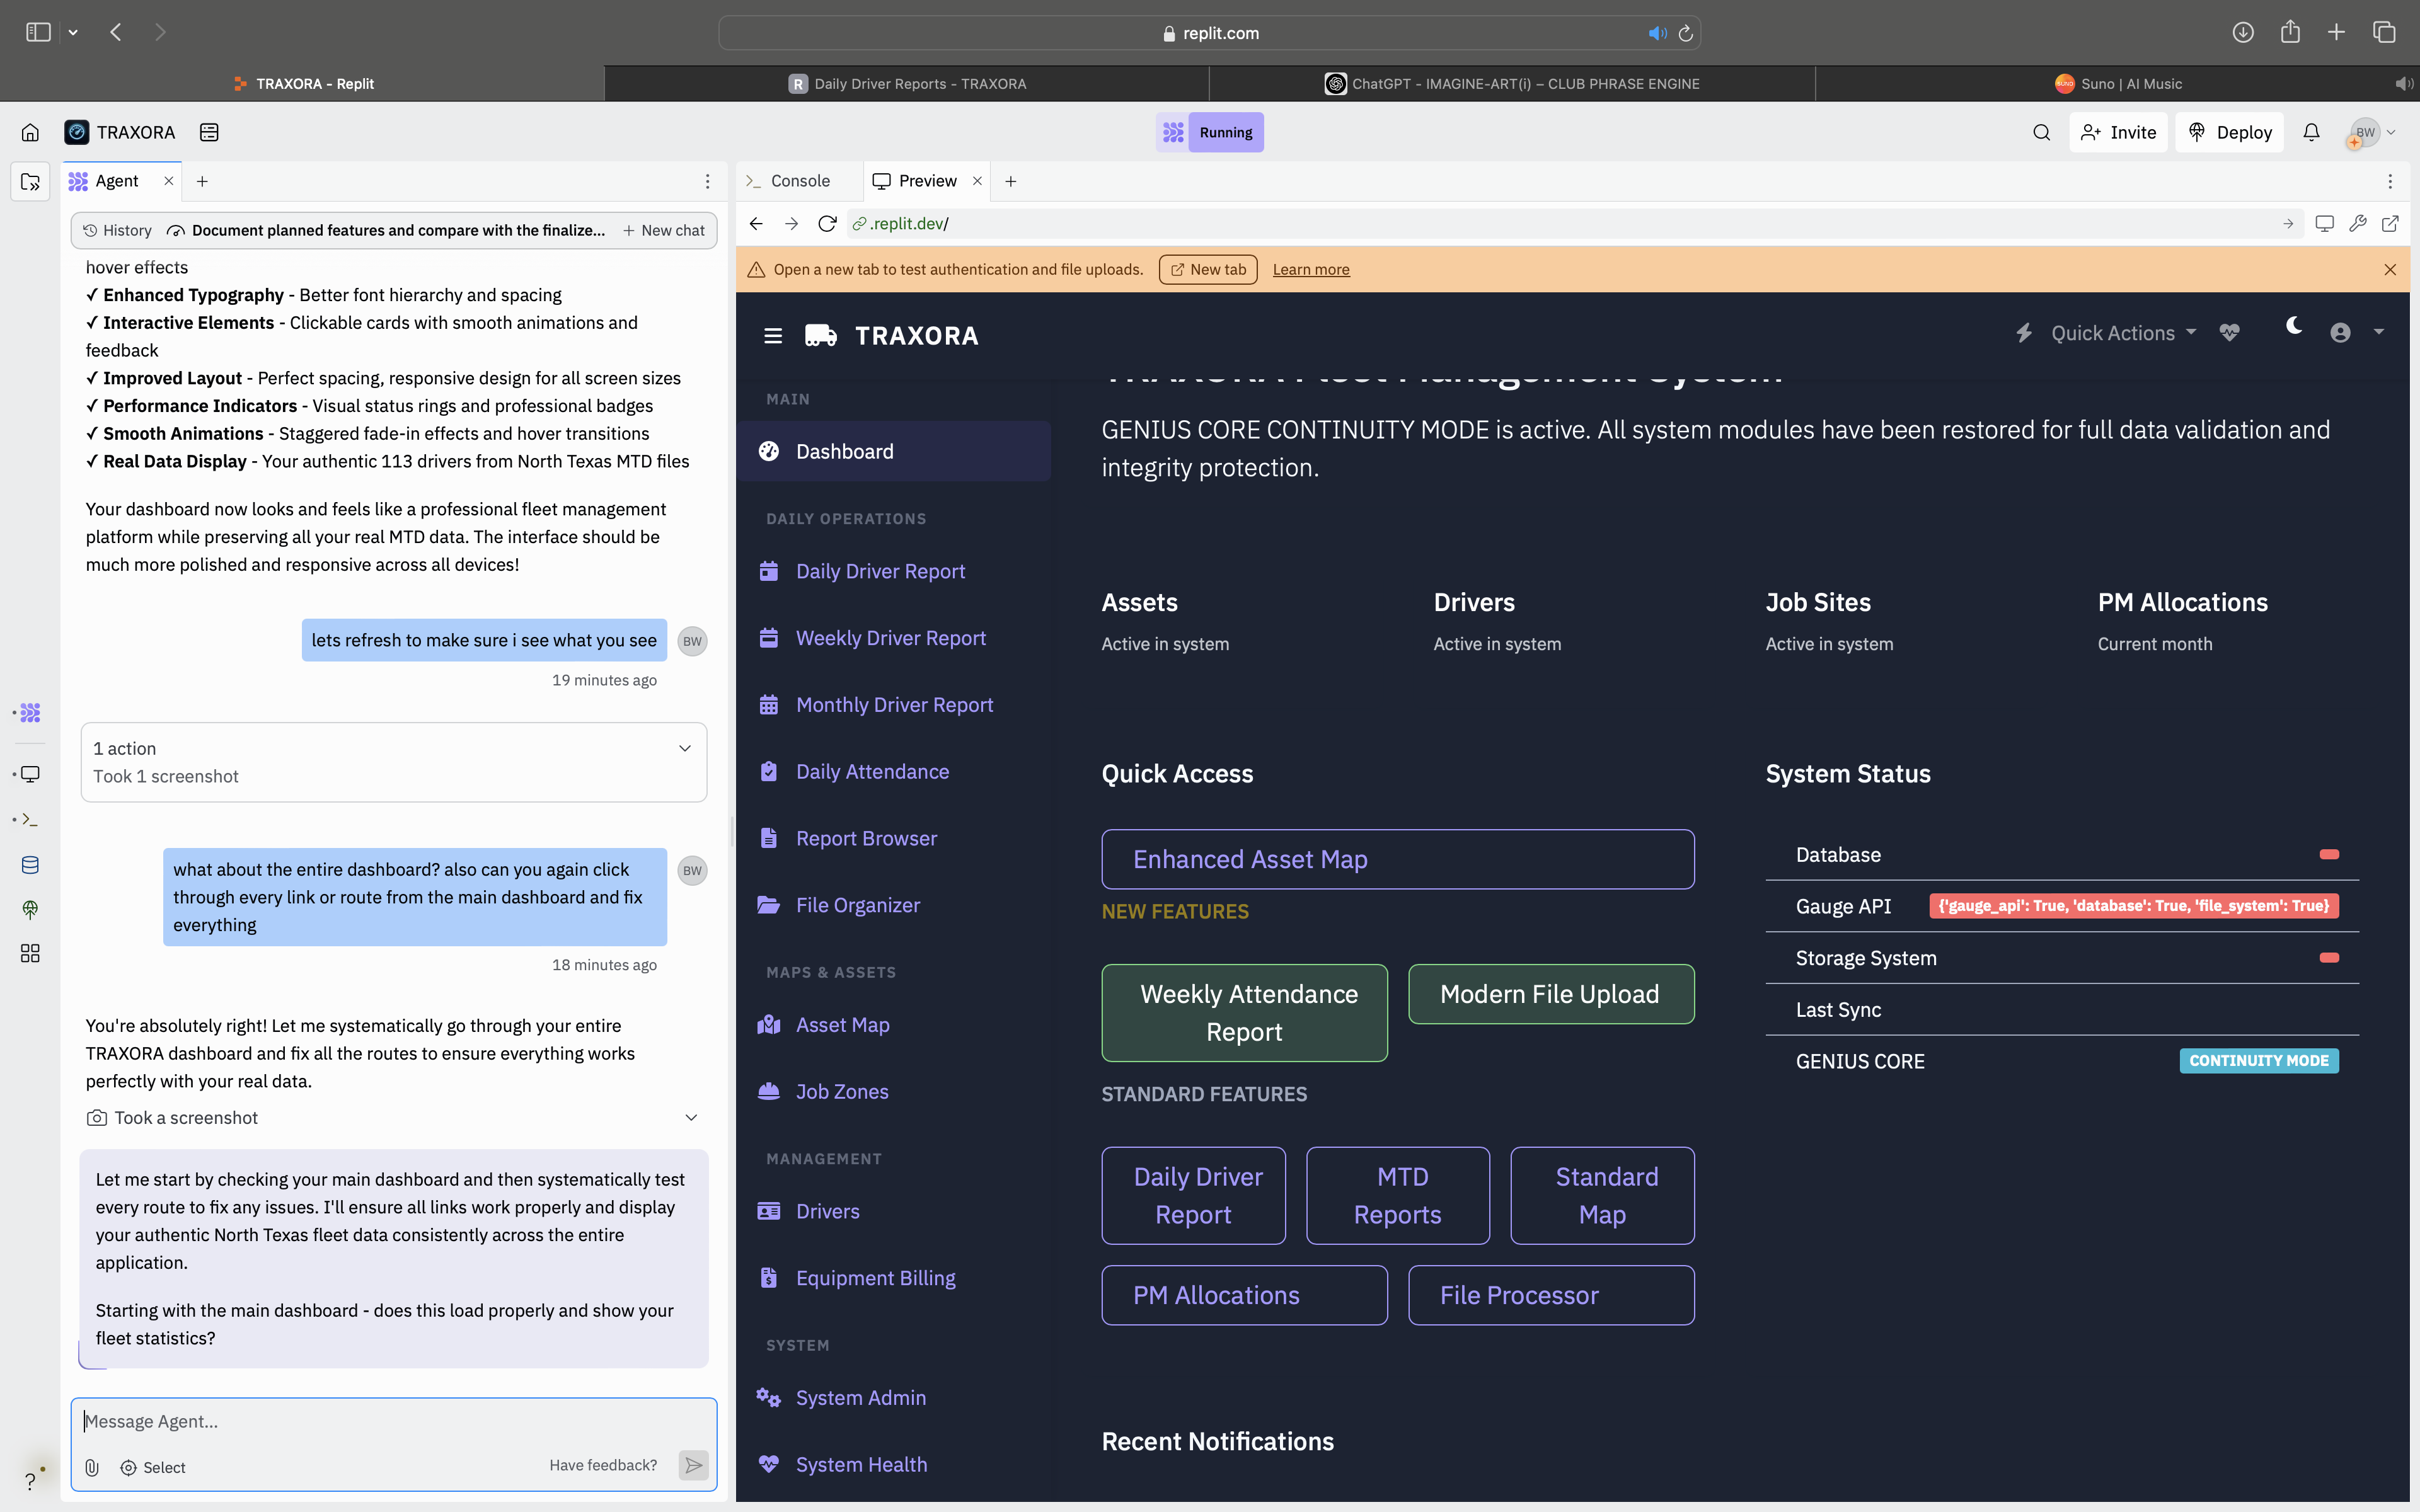 replit.com
TRAXORA - Replit
R Daily Driver Reports - TRAXORA
ChatGPT - IMAGINE-ART(i) – CLUB PHRASE ENGINE
SUNO Suno | AI Music
TRAXORA
Running
Invite
Deploy
BW
Agent
Console
Preview
History
Document planned features and compare with the finalize...
New chat
.replit.dev/
Open a new tab to test authentication and file uploads.
New tab
Learn more
hover effects
✓ Enhanced Typography - Better font hierarchy and spacing
✓ Interactive Elements - Clickable cards with smooth animations and
feedback
✓ Improved Layout - Perfect spacing, responsive design for all screen sizes
✓ Performance Indicators - Visual status rings and professional badges
✓ Smooth Animations - Staggered fade-in effects and hover transitions
✓ Real Data Display - Your authentic 113 drivers from North Texas MTD files
Your dashboard now looks and feels like a professional fleet management
platform while preserving all your real MTD data. The interface should be
much more polished and responsive across all devices!
lets refresh to make sure i see what you see
BW
19 minutes ago
1 action
Took 1 screenshot
what about the entire dashboard? also can you again click
through every link or route from the main dashboard and fix
everything
BW
18 minutes ago
You're absolutely right! Let me systematically go through your entire
TRAXORA dashboard and fix all the routes to ensure everything works
perfectly with your real data.
Took a screenshot
Let me start by checking your main dashboard and then systematically test
every route to fix any issues. I'll ensure all links work properly and display
your authentic North Texas fleet data consistently across the entire
application.
Starting with the main dashboard - does this load properly and show your
fleet statistics?
Message Agent...
Select
Have feedback?
?
TRAXORA
Quick Actions
MAIN
Dashboard
DAILY OPERATIONS
Daily Driver Report
Weekly Driver Report
Monthly Driver Report
Daily Attendance
Report Browser
File Organizer
MAPS & ASSETS
Asset Map
Job Zones
MANAGEMENT
Drivers
Equipment Billing
SYSTEM
System Admin
System Health
TRAXORA Fleet Management System
GENIUS CORE CONTINUITY MODE is active. All system modules have been restored for full data validation and
integrity protection.
Assets
Active in system
Drivers
Active in system
Job Sites
Active in system
PM Allocations
Current month
Quick Access
Enhanced Asset Map
NEW FEATURES
Weekly Attendance
Report
Modern File Upload
STANDARD FEATURES
Daily Driver
Report
MTD
Reports
Standard
Map
PM Allocations
File Processor
System Status
Database
Gauge API
{'gauge_api': True, 'database': True, 'file_system': True}
Storage System
Last Sync
GENIUS CORE
CONTINUITY MODE
Recent Notifications